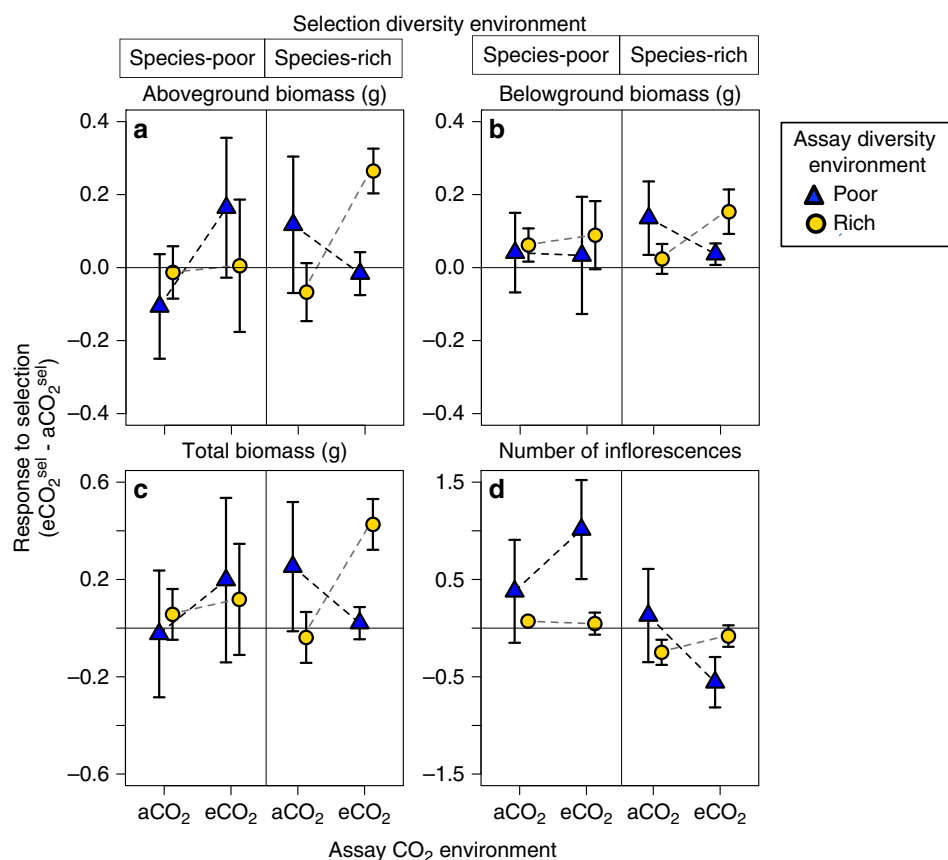 Selection diversity environment
Species-poor Species-rich Species-poor Species-rich
Aboveground biomass (g) Belowground biomass (g)
a b
0.4 0.4
0.2 0.2
0.0 0.0
−0.2 −0.2
−0.4 −0.4
Assay diversity
environment
Poor
Rich
Response to selection
(eCO₂ˢᵉˡ - aCO₂ˢᵉˡ)
Total biomass (g) Number of inflorescences
c d
0.6 1.5
0.2 0.5
−0.2 −0.5
−0.6 −1.5
aCO₂ eCO₂ aCO₂ eCO₂ aCO₂ eCO₂ aCO₂ eCO₂
Assay CO₂ environment